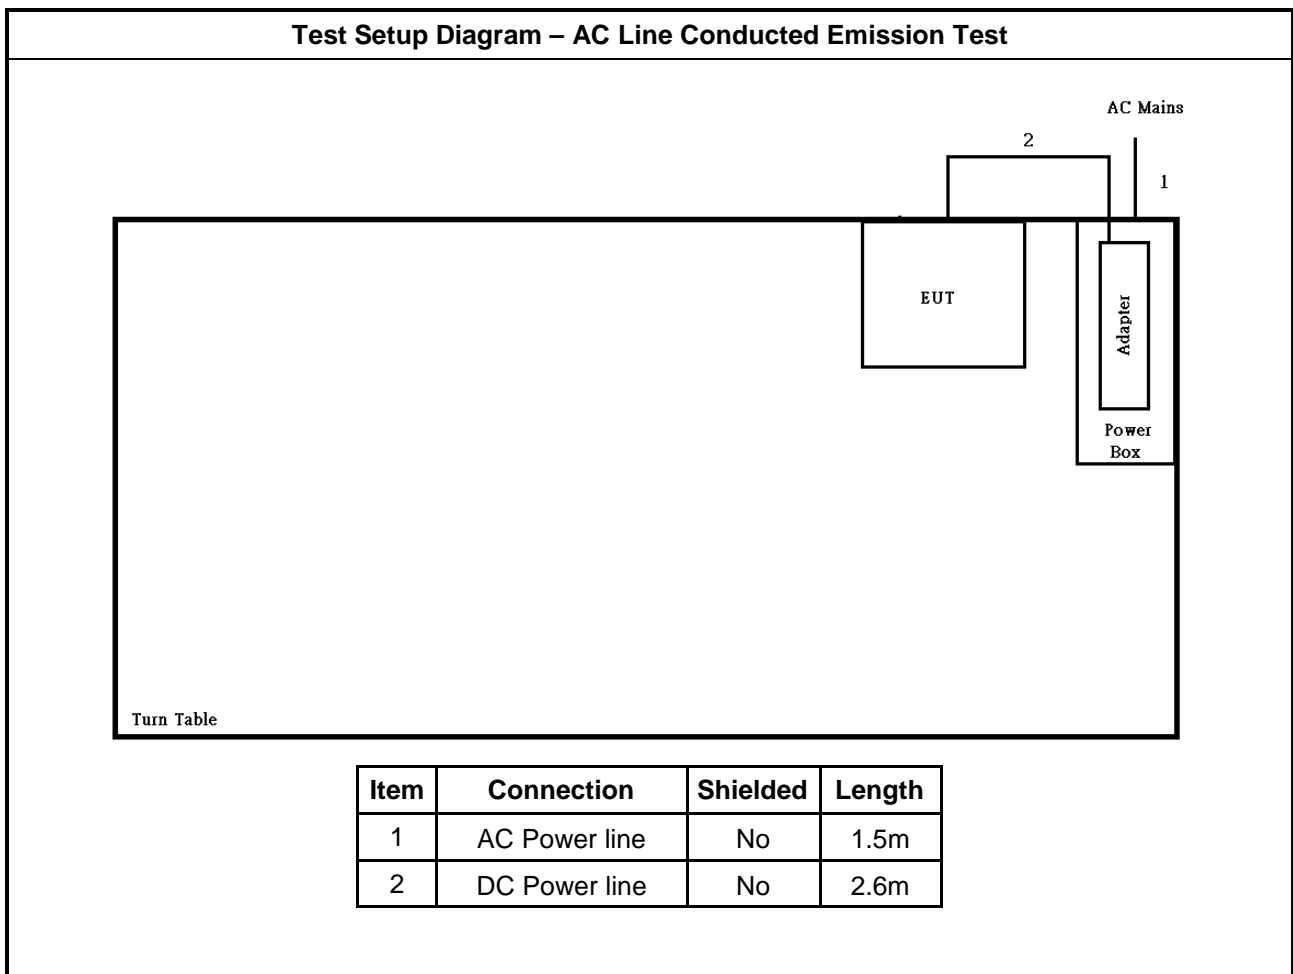 Test Setup Diagram – AC Line Conducted Emission Test
AC Mains
2
1
EUT
Adapter
Power
Box
Turn Table
Item Connection Shielded Length
1 AC Power line No 1.5m
2 DC Power line No 2.6m